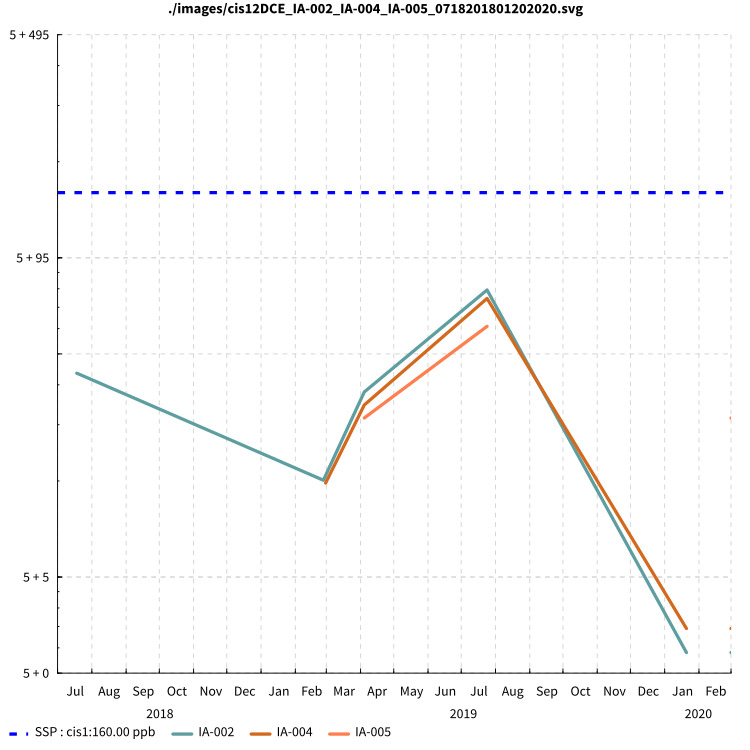 ./images/cis12DCE_IA-002_IA-004_IA-005_0718201801202020.svg
5 + 495
5 + 95
5 + 5
5 + 0
Jul Aug Sep Oct Nov Dec Jan Feb Mar Apr May Jun Jul Aug Sep Oct Nov Dec Jan Feb
2018 2019 2020
SSP : cis1:160.00 ppb IA-002 IA-004 IA-005